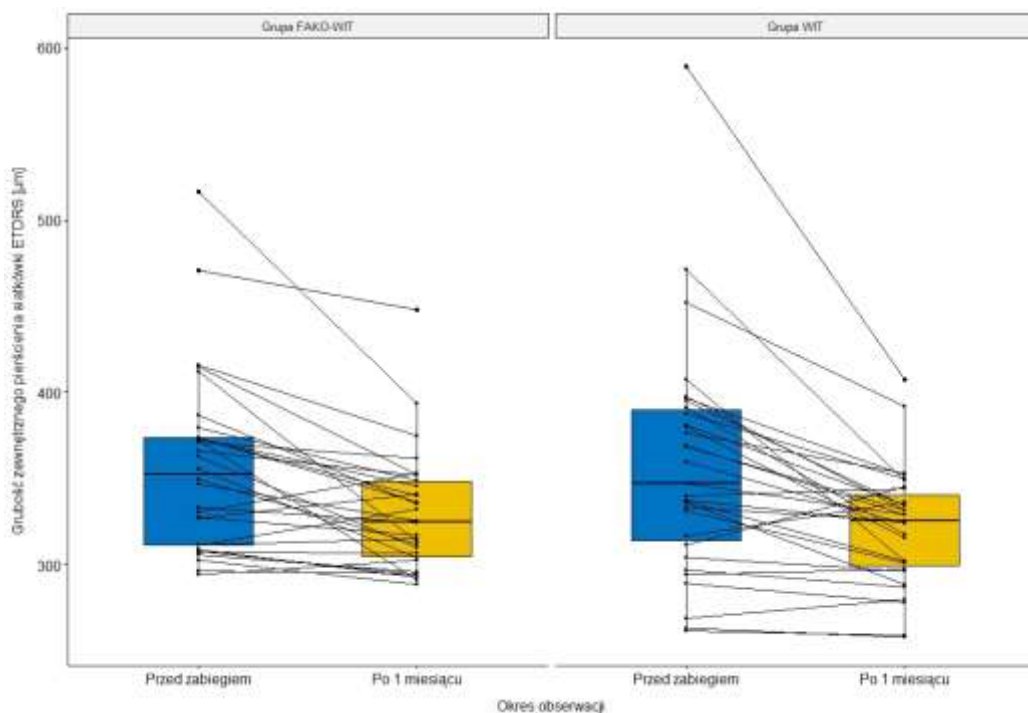 Grupa FAKO-WIT
Grupa WIT
Grubość zewnętrznego pierścienia siatkówki ETDRS [µm]
600
500
400
300
Przed zabiegiem
Po 1 miesiącu
Przed zabiegiem
Po 1 miesiącu
Okres obserwacji